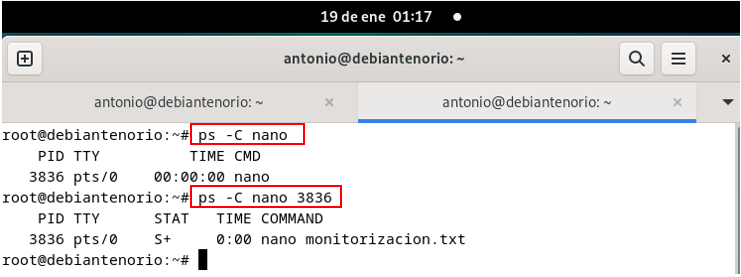 19 de ene 01:17
antonio@debiantenorio: ~
antonio@debiantenorio: ~ × antonio@debiantenorio: ~ ×
root@debiantenorio:~# ps -C nano
PID TTY TIME CMD
3836 pts/0 00:00:00 nano
root@debiantenorio:~# ps -C nano 3836
PID TTY STAT TIME COMMAND
3836 pts/0 S+ 0:00 nano monitorizacion.txt
root@debiantenorio:~#